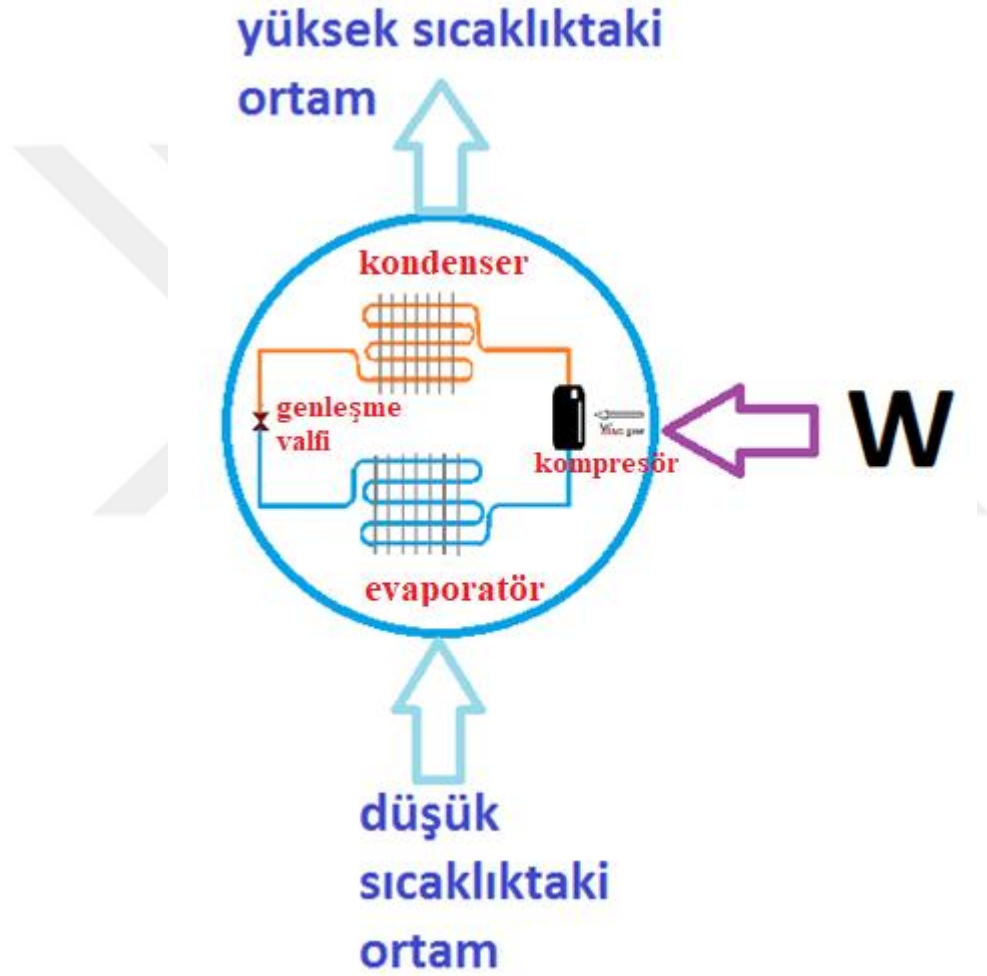 yüksek sıcaklıktaki
ortam
kondenser
genleşme
valfi
kompresör
W
evaporatör
düşük
sıcaklıktaki
ortam